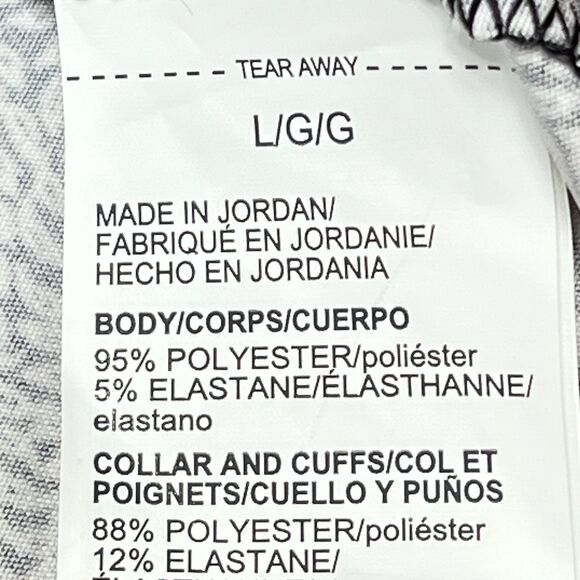 TEAR AWAY
L/G/G
MADE IN JORDAN/
FABRIQUÉ EN JORDANIE/
HECHO EN JORDANIA
BODY/CORPS/CUERPO
95% POLYESTER/poliéster
5% ELASTANE/ÉLASTHANNE/
elastano
COLLAR AND CUFFS/COL ET
POIGNETS/CUELLO Y PUÑOS
88% POLYESTER/poliéster
12% ELASTANE/